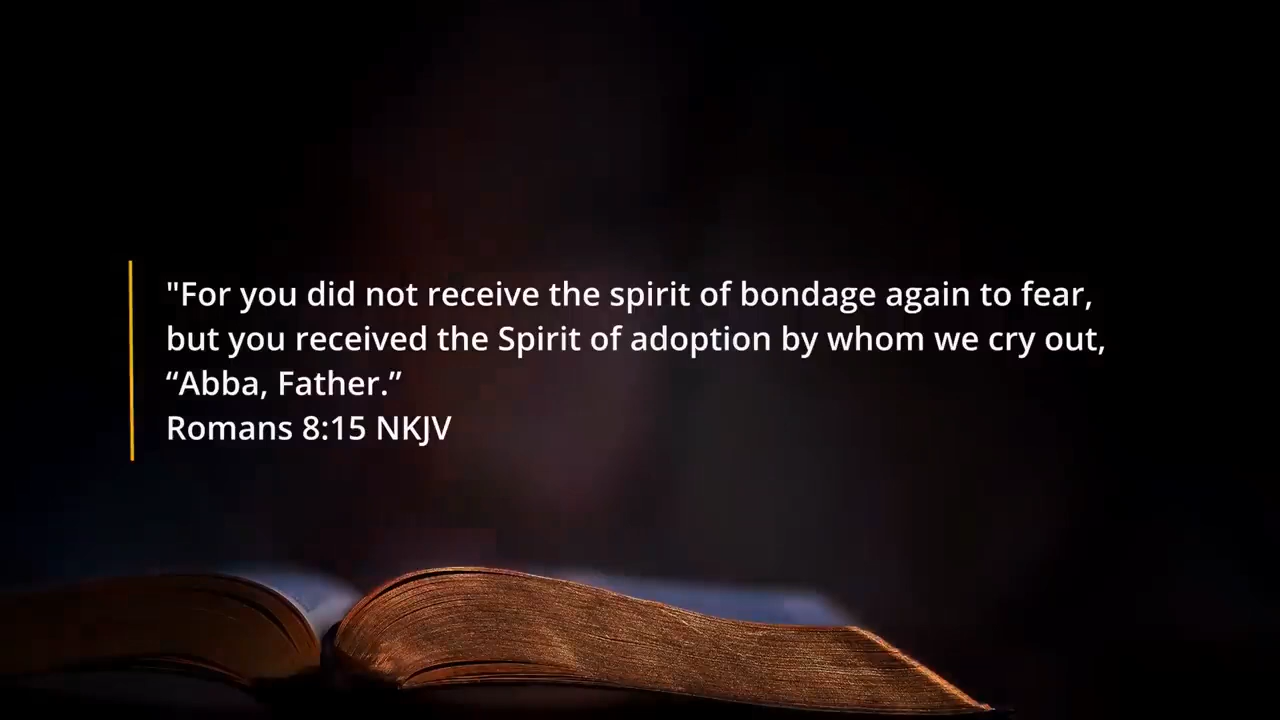 "For you did not receive the spirit of bondage again to fear,
but you received the Spirit of adoption by whom we cry out,
“Abba, Father.”
Romans 8:15 NKJV